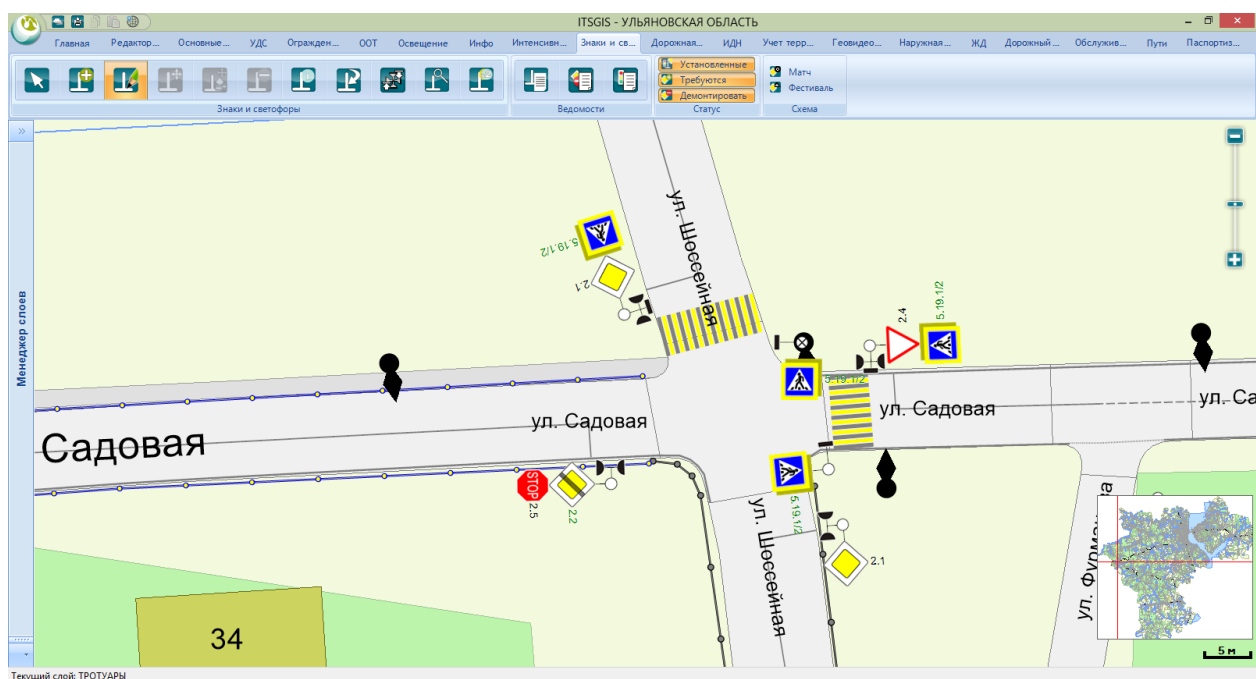 ITSGIS - УЛЬЯНОВСКАЯ ОБЛАСТЬ
Главная Редактор... Основные ... УДС Огражден... ООТ Освещение Инфо Интенсивн... Знаки и св... Дорожная... ИДН Учет терр... Геовидео... Наружная... ЖД Дорожный ... Обслужив... Пути Паспортиз...
Установленные
Требуются
Демонтировать
Матч
Фестиваль
Знаки и светофоры Ведомости Статус Схема
Менеджер слоев
ул. Шоссейная
5.19.1/2
2.1
2.4
5.19.1/2
5.19.1/2
ул. Садовая
ул. Садовая
ул. Са
Садовая
STOP
2.5
2.2
5.19.1/2
2.1
ул. Шоссейная
34
5 м
Текущий слой: ТРОТУАРЫ